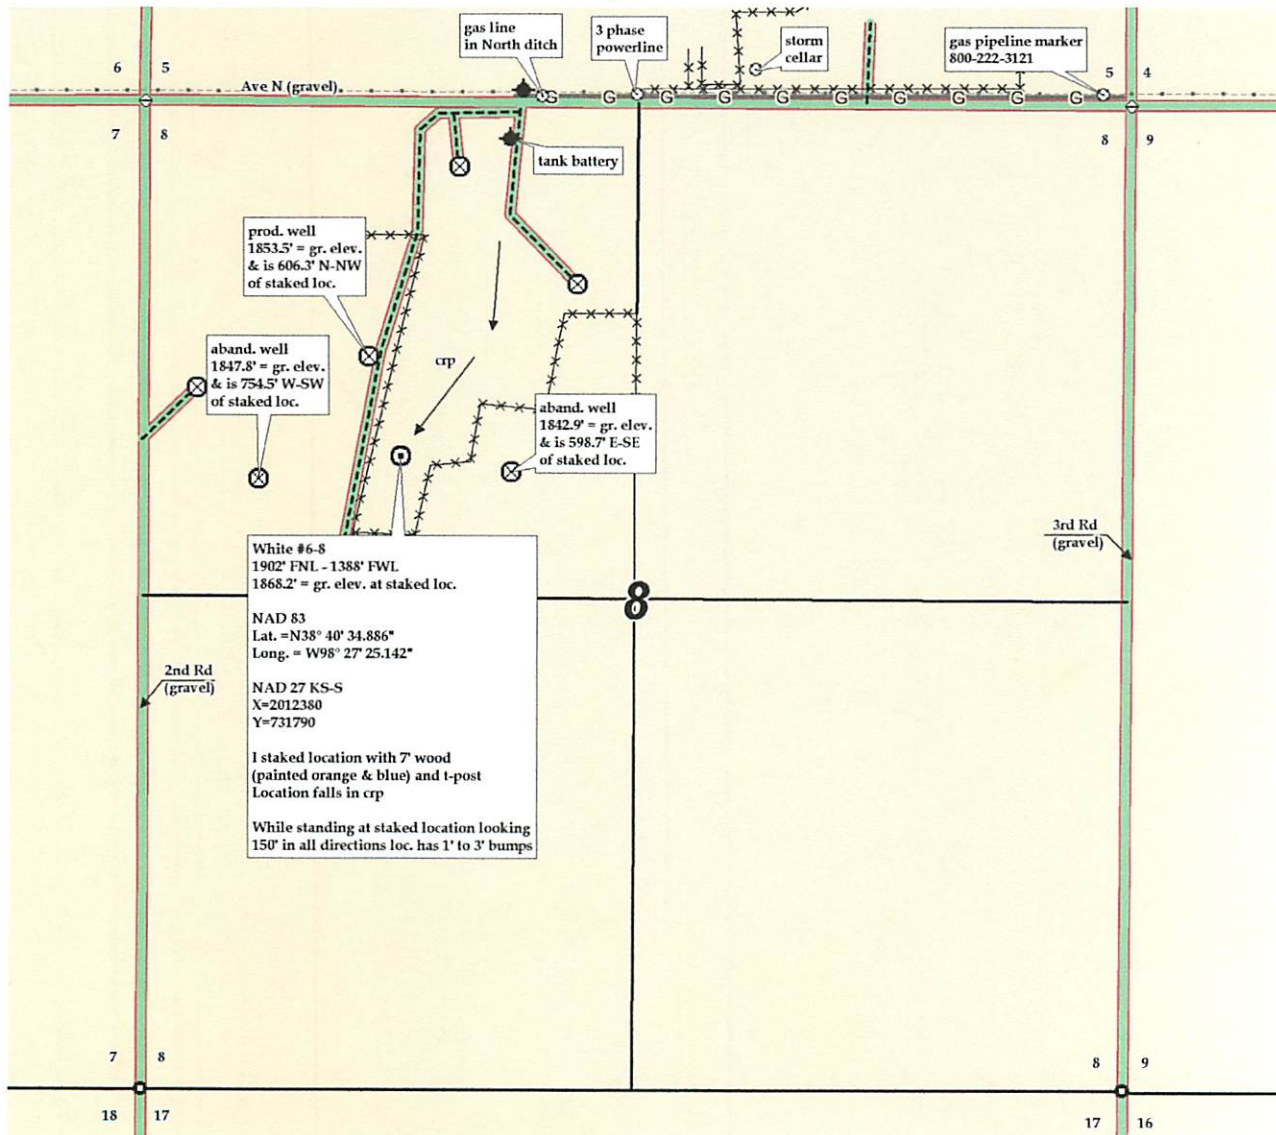 gas line
in North ditch
3 phase
powerline
storm
cellar
gas pipeline marker
800-222-3121
6 5
5 4
Ave N (gravel)
G G G G G G G G G G
7 8
8 9
tank battery
prod. well
1853.5' = gr. elev.
& is 606.3' N-NW
of staked loc.
aband. well
1847.8' = gr. elev.
& is 754.5' W-SW
of staked loc.
crp
aband. well
1842.9' = gr. elev.
& is 598.7' E-SE
of staked loc.
3rd Rd
(gravel)
White #6-8
1902' FNL - 1388' FWL
1868.2' = gr. elev. at staked loc.
NAD 83
Lat. =N38° 40' 34.886"
Long. = W98° 27' 25.142"
NAD 27 KS-S
X=2012380
Y=731790
I staked location with 7' wood
(painted orange & blue) and t-post
Location falls in crp
While standing at staked location looking
150' in all directions loc. has 1' to 3' bumps
8
2nd Rd
(gravel)
7 8
8 9
18 17
17 16